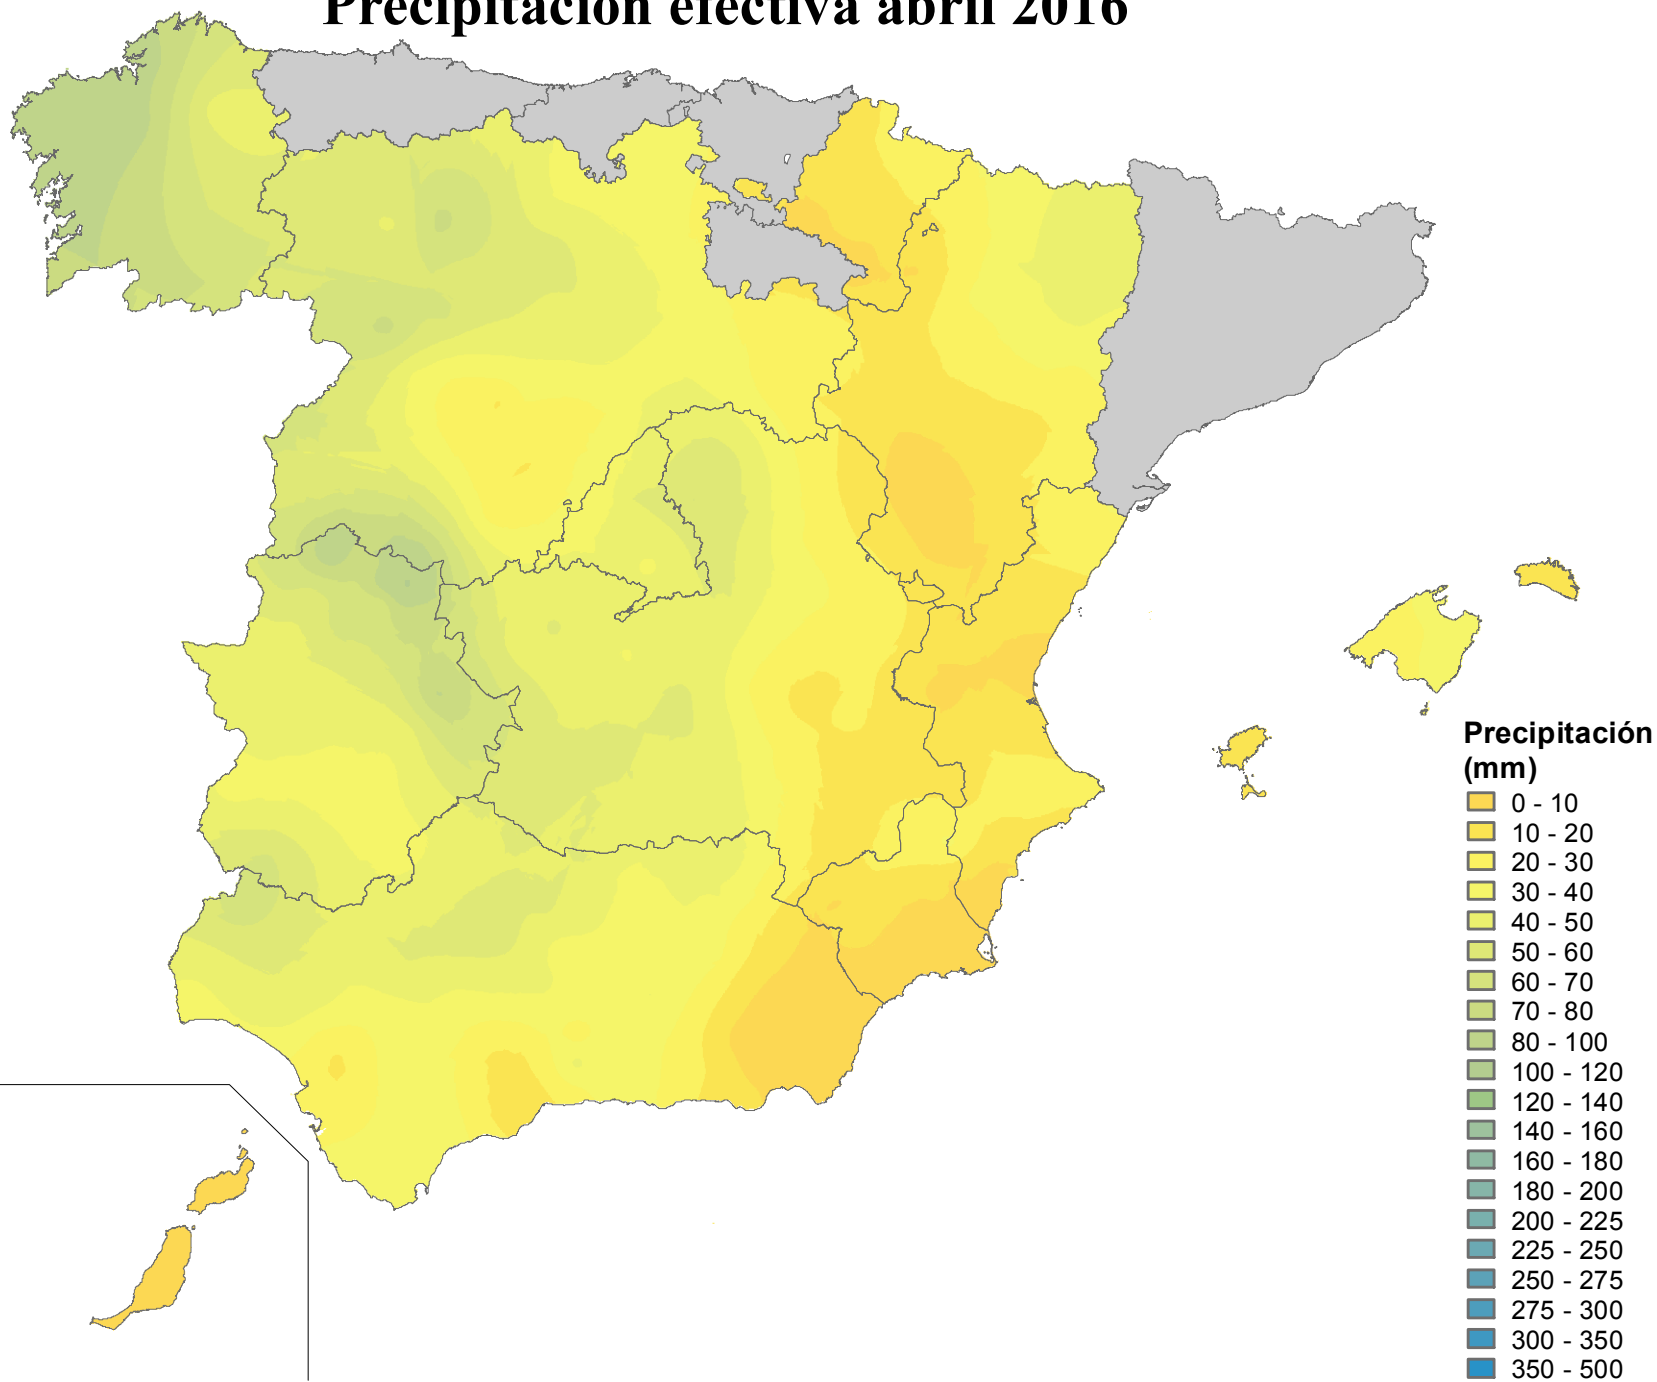 Precipitación efectiva abril 2016
Precipitación
(mm)
0 - 10
10 - 20
20 - 30
30 - 40
40 - 50
50 - 60
60 - 70
70 - 80
80 - 100
100 - 120
120 - 140
140 - 160
160 - 180
180 - 200
200 - 225
225 - 250
250 - 275
275 - 300
300 - 350
350 - 500